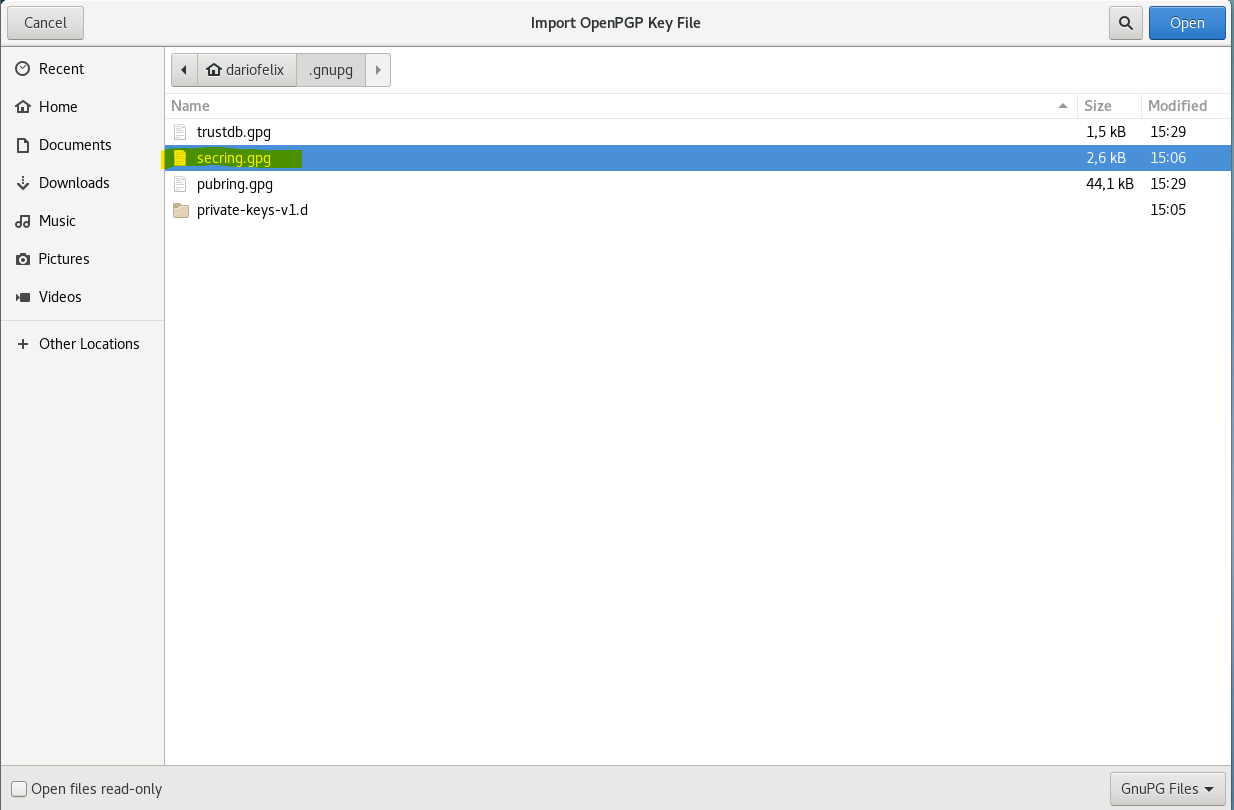 Cancel Import OpenPGP Key File Open
Recent
Home
Documents
Downloads
Music
Pictures
Videos
Other Locations
dariofelix .gnupg
Name Size Modified
trustdb.gpg 1,5 kB 15:29
secring.gpg 2,6 kB 15:06
pubring.gpg 44,1 kB 15:29
private-keys-v1.d 15:05
Open files read-only GnuPG Files